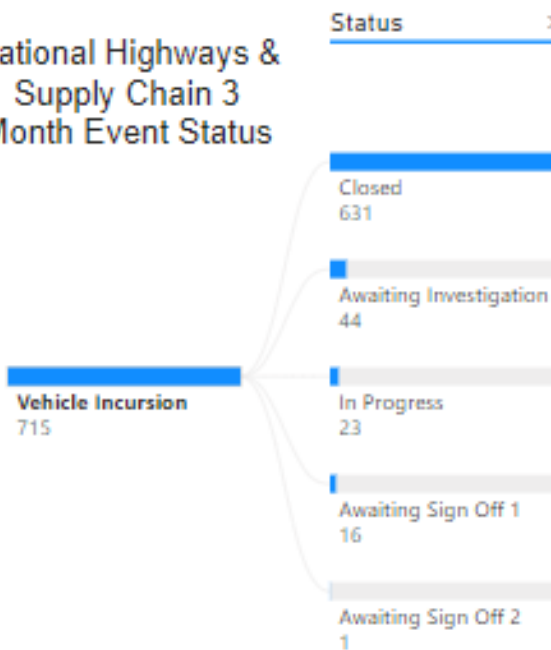 ational Highways &
Supply Chain 3
Month Event Status
Status
Closed
631
Awaiting Investigation
44
Vehicle Incursion
715
In Progress
23
Awaiting Sign Off 1
16
Awaiting Sign Off 2
1